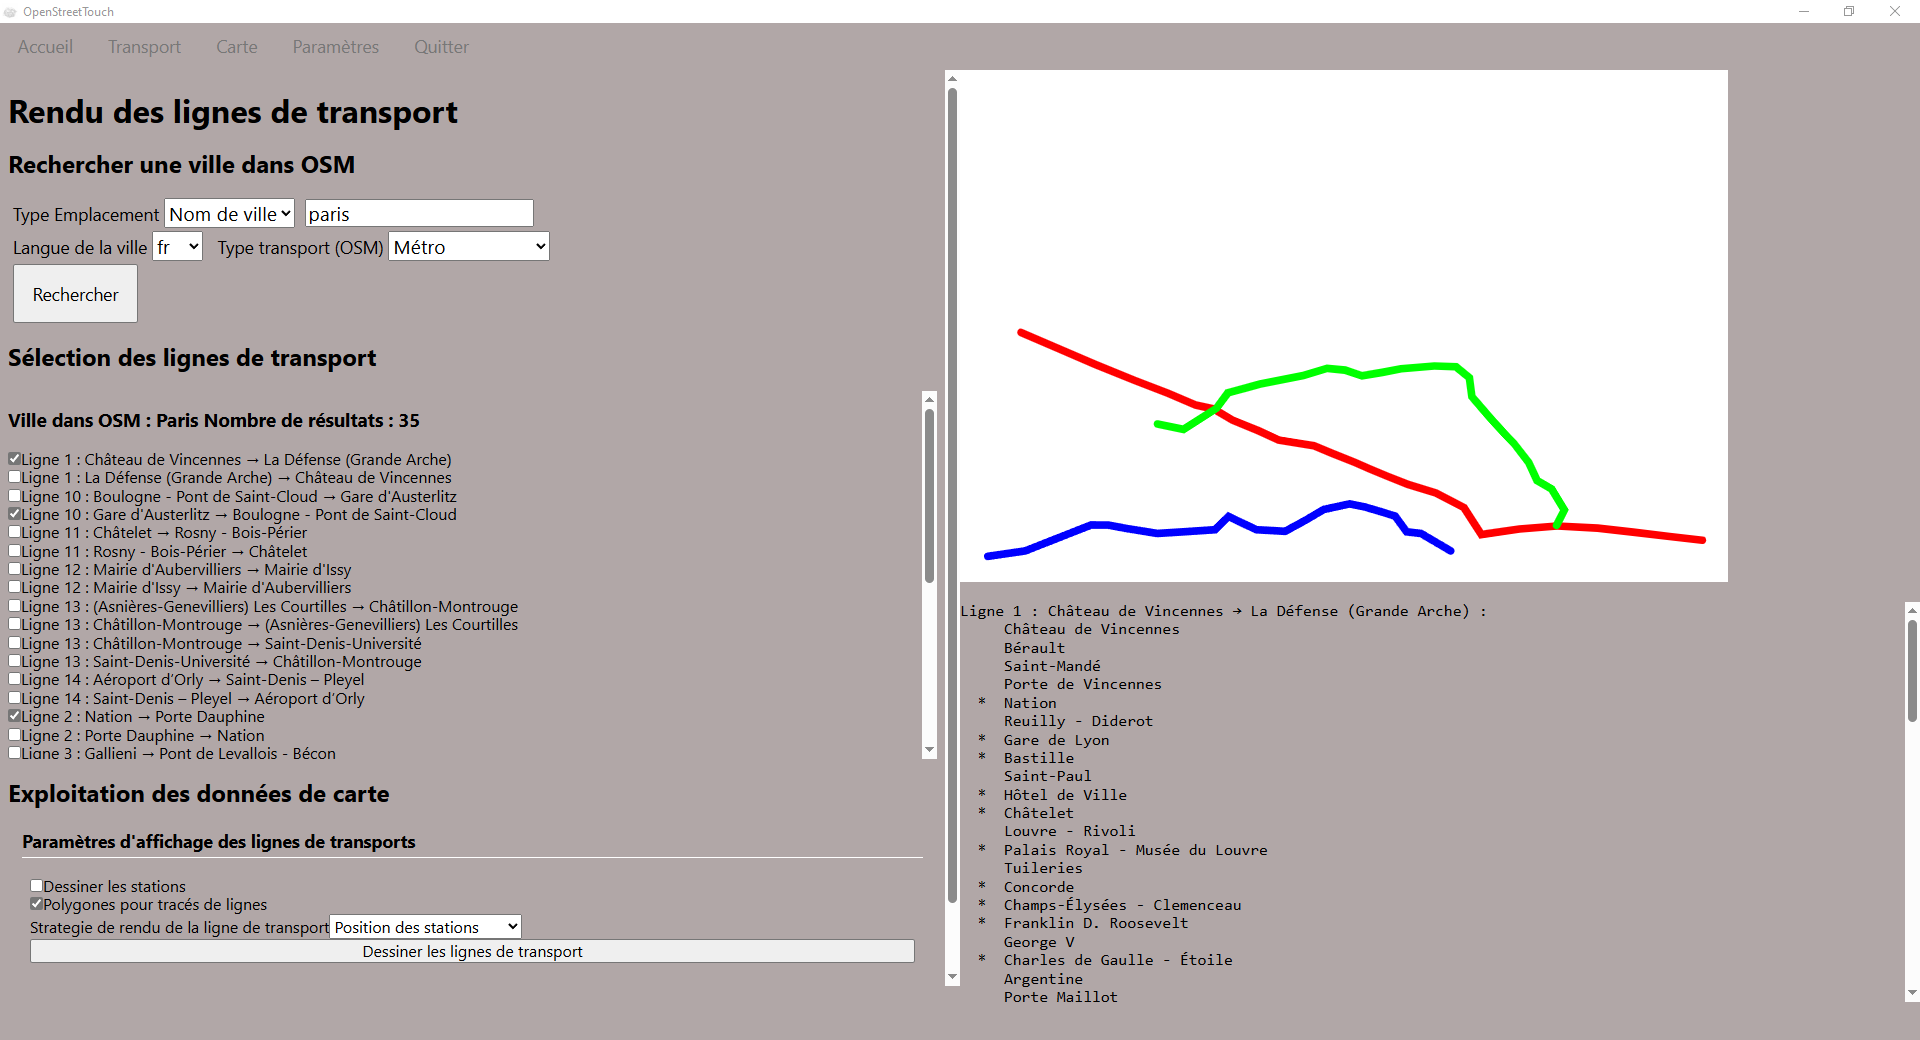 OpenStreetTouch
Accueil Transport Carte Paramètres Quitter
Rendu des lignes de transport
Rechercher une ville dans OSM
Type Emplacement Nom de ville paris
Langue de la ville fr Type transport (OSM) Métro
Rechercher
Sélection des lignes de transport
Ville dans OSM : Paris Nombre de résultats : 35
Ligne 1 : Château de Vincennes → La Défense (Grande Arche)
Ligne 1 : La Défense (Grande Arche) → Château de Vincennes
Ligne 10 : Boulogne - Pont de Saint-Cloud → Gare d'Austerlitz
Ligne 10 : Gare d'Austerlitz → Boulogne - Pont de Saint-Cloud
Ligne 11 : Châtelet → Rosny - Bois-Périer
Ligne 11 : Rosny - Bois-Périer → Châtelet
Ligne 12 : Mairie d'Aubervilliers → Mairie d'Issy
Ligne 12 : Mairie d'Issy → Mairie d'Aubervilliers
Ligne 13 : (Asnières-Genevilliers) Les Courtilles → Châtillon-Montrouge
Ligne 13 : Châtillon-Montrouge → (Asnières-Genevilliers) Les Courtilles
Ligne 13 : Châtillon-Montrouge → Saint-Denis-Université
Ligne 13 : Saint-Denis-Université → Châtillon-Montrouge
Ligne 14 : Aéroport d'Orly → Saint-Denis – Pleyel
Ligne 14 : Saint-Denis – Pleyel → Aéroport d'Orly
Ligne 2 : Nation → Porte Dauphine
Ligne 2 : Porte Dauphine → Nation
Ligne 3 : Gallieni → Pont de Levallois - Bécon
Exploitation des données de carte
Paramètres d'affichage des lignes de transports
Dessiner les stations
Polygones pour tracés de lignes
Strategie de rendu de la ligne de transport Position des stations
Dessiner les lignes de transport
Ligne 1 : Château de Vincennes → La Défense (Grande Arche) :
Château de Vincennes
Bérault
Saint-Mandé
Porte de Vincennes
* Nation
Reuilly - Diderot
* Gare de Lyon
* Bastille
Saint-Paul
* Hôtel de Ville
* Châtelet
Louvre - Rivoli
* Palais Royal - Musée du Louvre
Tuileries
* Concorde
* Champs-Élysées - Clemenceau
* Franklin D. Roosevelt
George V
* Charles de Gaulle - Étoile
Argentine
Porte Maillot